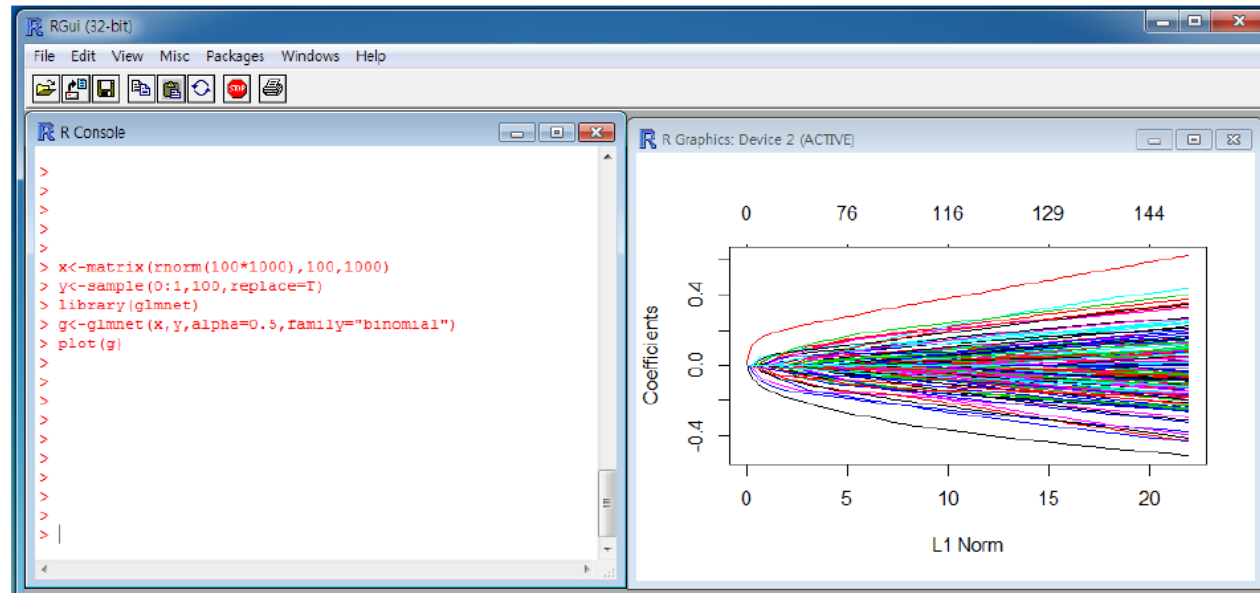 RGui (32-bit)
File Edit View Misc Packages Windows Help
STOP
R Console
>
>
>
>
>
> x<-matrix(rnorm(100*1000),100,1000)
> y<-sample(0:1,100,replace=T)
> library(glmnet)
> g<-glmnet(x,y,alpha=0.5,family="binomial")
> plot(g)
>
>
>
>
>
>
>
>
>
>
R Graphics: Device 2 (ACTIVE)
0 76 116 129 144
0.4
0.0
-0.4
Coefficients
0 5 10 15 20
L1 Norm